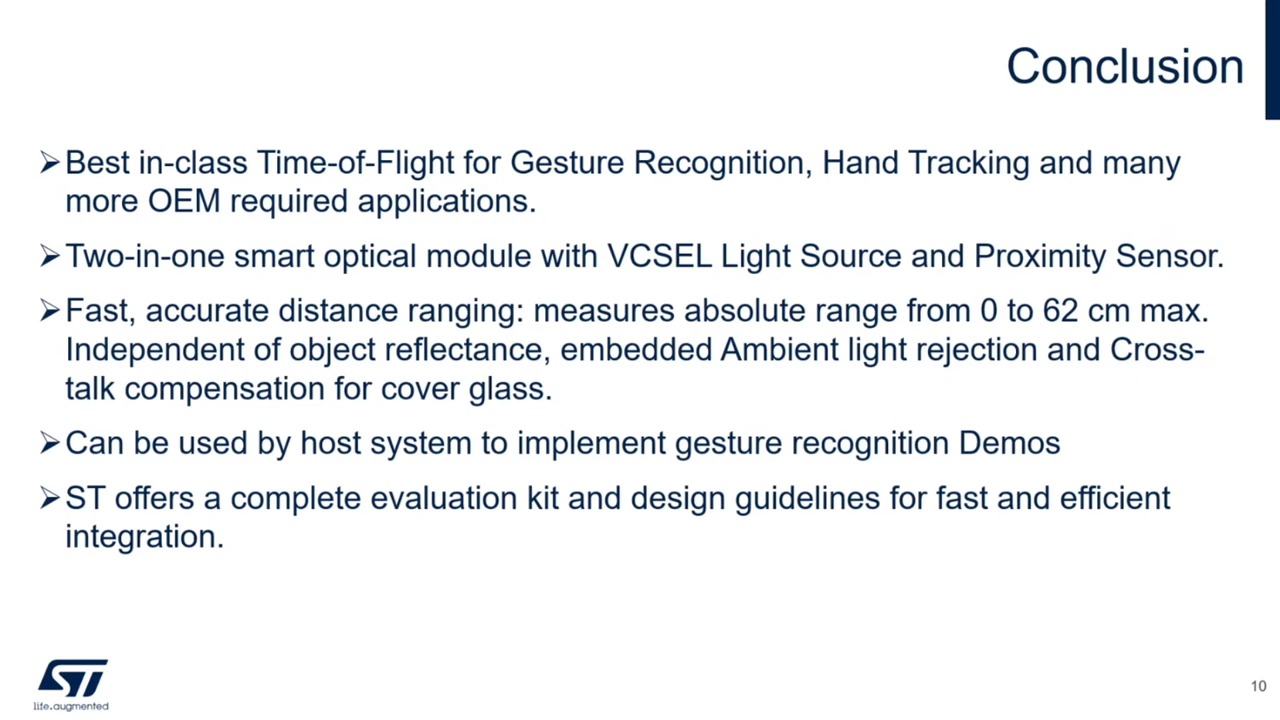 Conclusion
➢Best in-class Time-of-Flight for Gesture Recognition, Hand Tracking and many
more OEM required applications.
➢Two-in-one smart optical module with VCSEL Light Source and Proximity Sensor.
➢Fast, accurate distance ranging: measures absolute range from 0 to 62 cm max.
Independent of object reflectance, embedded Ambient light rejection and Cross-
talk compensation for cover glass.
➢Can be used by host system to implement gesture recognition Demos
➢ST offers a complete evaluation kit and design guidelines for fast and efficient
integration.
ST
life.augmented
10